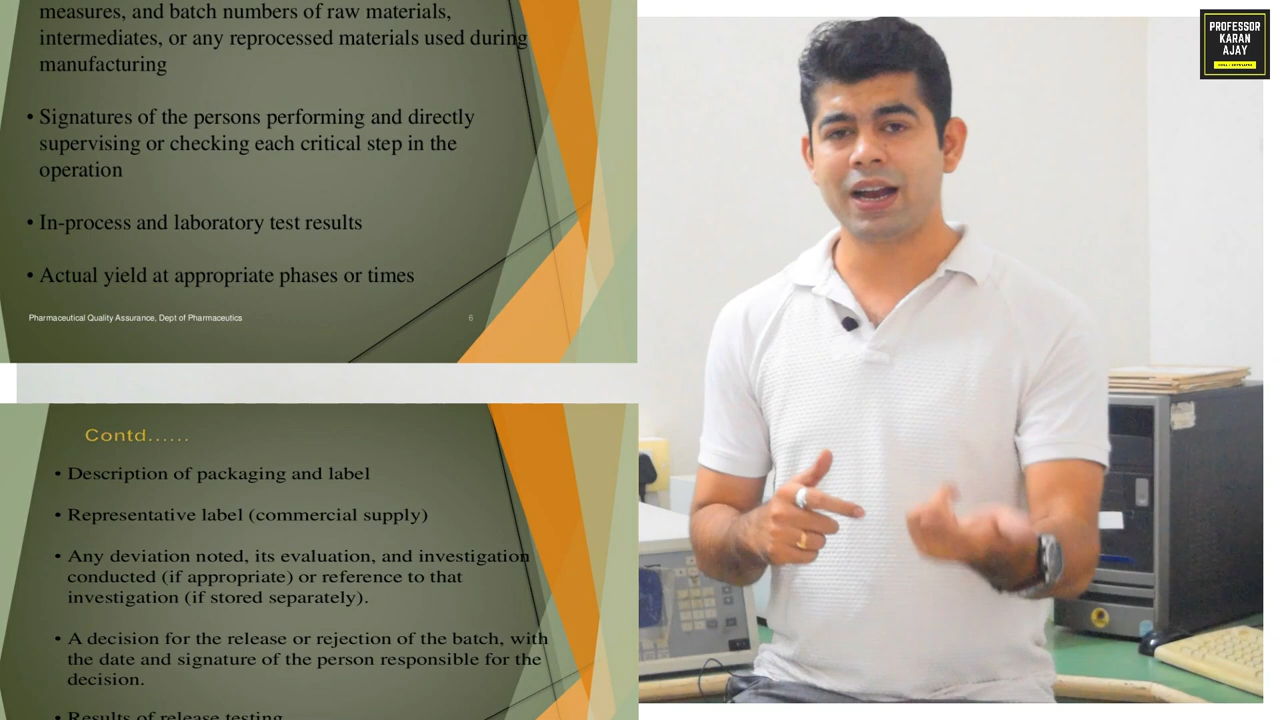 measures, and batch numbers of raw materials,
intermediates, or any reprocessed materials used during
manufacturing
• Signatures of the persons performing and directly
supervising or checking each critical step in the
operation
• In-process and laboratory test results
• Actual yield at appropriate phases or times
Pharmaceutical Quality Assurance, Dept of Pharmaceutics
6
Contd......
• Description of packaging and label
• Representative label (commercial supply)
• Any deviation noted, its evaluation, and investigation
conducted (if appropriate) or reference to that
investigation (if stored separately).
• A decision for the release or rejection of the batch, with
the date and signature of the person responsible for the
decision.
• Results of release testing
PROFESSOR
KARAN
AJAY